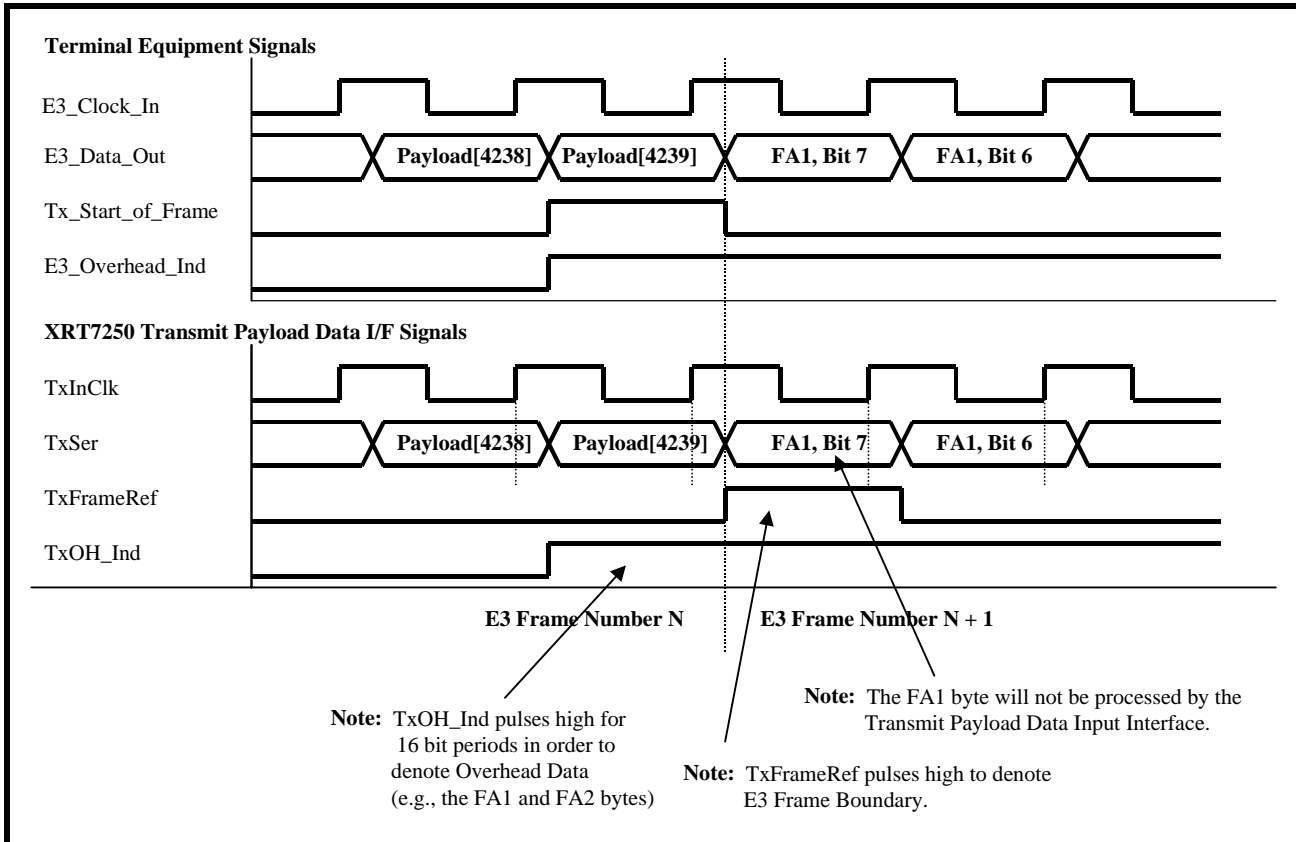 Terminal Equipment Signals
E3_Clock_In
E3_Data_Out
Payload[4238] Payload[4239] FA1, Bit 7 FA1, Bit 6
Tx_Start_of_Frame
E3_Overhead_Ind
XRT7250 Transmit Payload Data I/F Signals
TxInClk
TxSer
Payload[4238] Payload[4239] FA1, Bit 7 FA1, Bit 6
TxFrameRef
TxOH_Ind
E3 Frame Number N E3 Frame Number N + 1
Note: TxOH_Ind pulses high for
16 bit periods in order to
denote Overhead Data
(e.g., the FA1 and FA2 bytes)
Note: TxFrameRef pulses high to denote
E3 Frame Boundary.
Note: The FA1 byte will not be processed by the
Transmit Payload Data Input Interface.